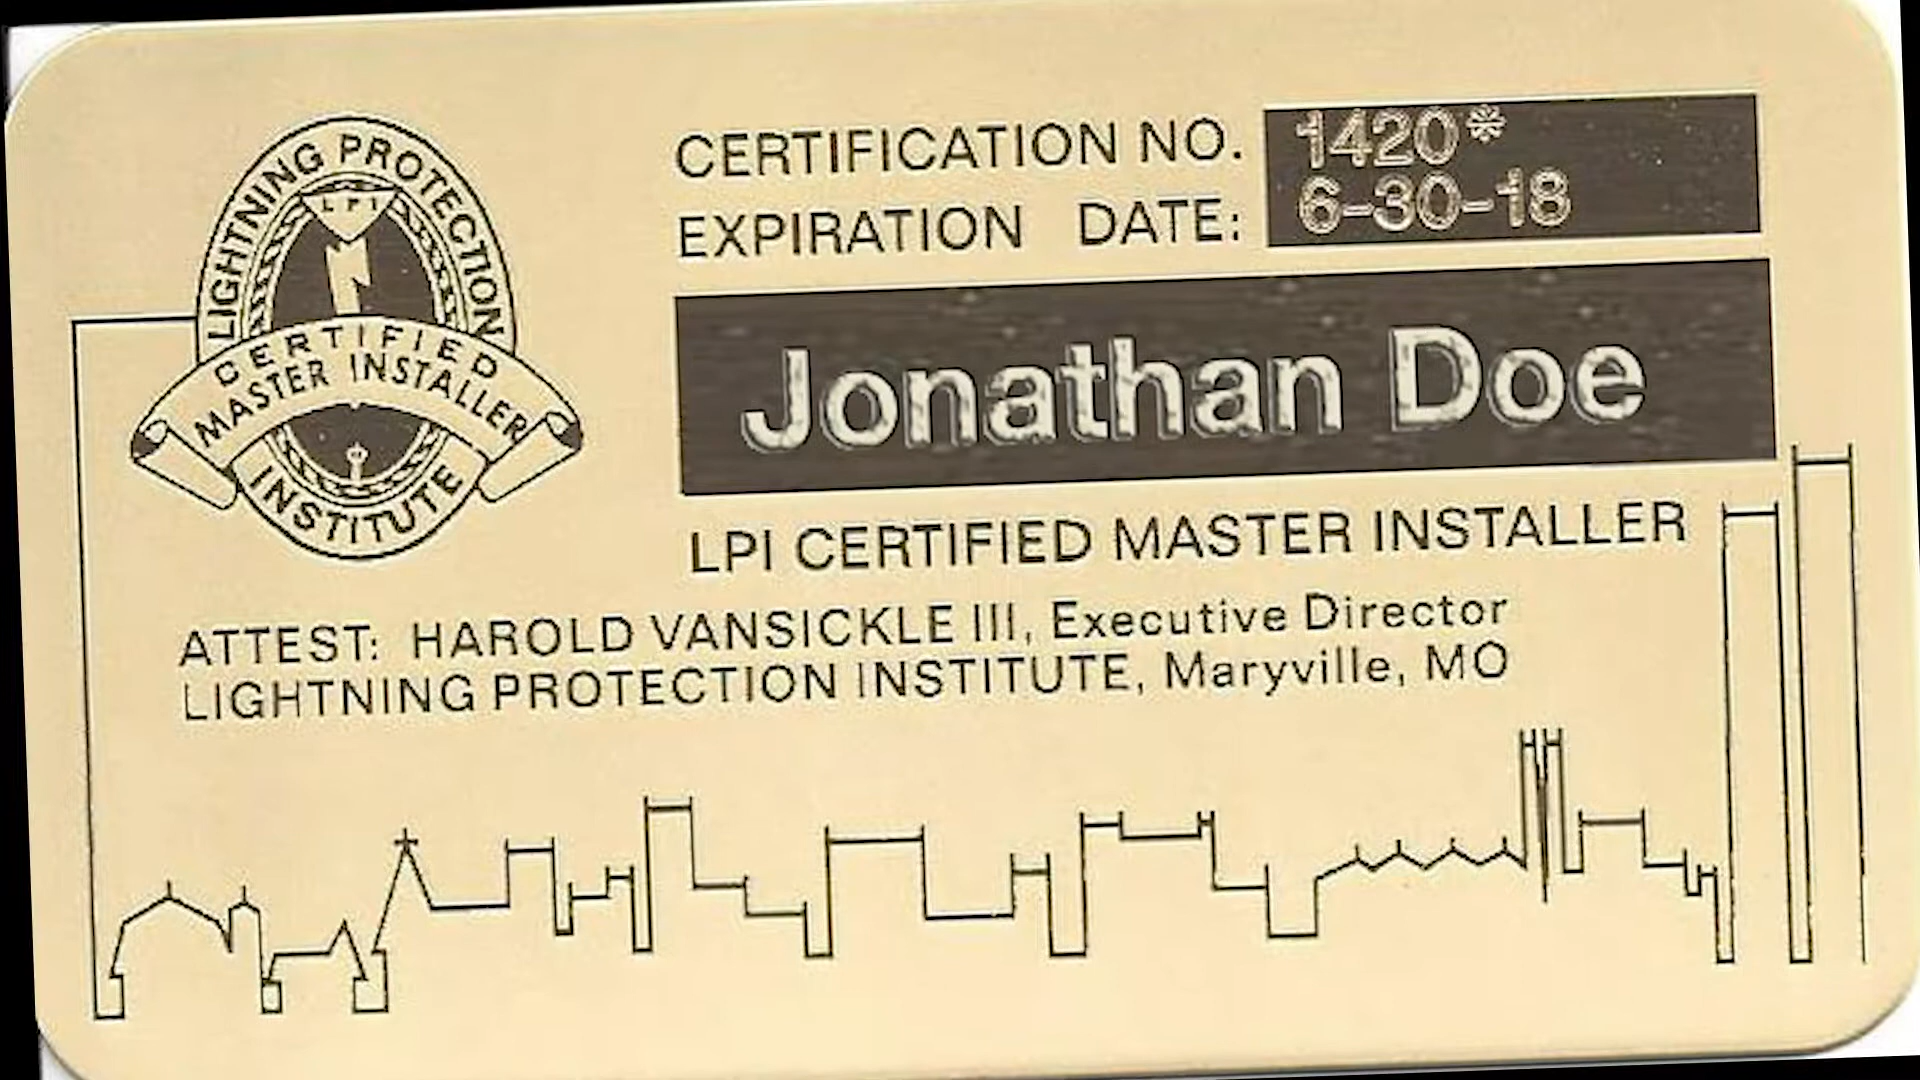 LIGHTNING PROTECTION
LPI
CERTIFIED
MASTER INSTALLER
INSTITUTE
CERTIFICATION NO. 1420*
EXPIRATION DATE: 6-30-18
Jonathan Doe
LPI CERTIFIED MASTER INSTALLER
ATTEST: HAROLD VANSICKLE III, Executive Director
LIGHTNING PROTECTION INSTITUTE, Maryville, MO